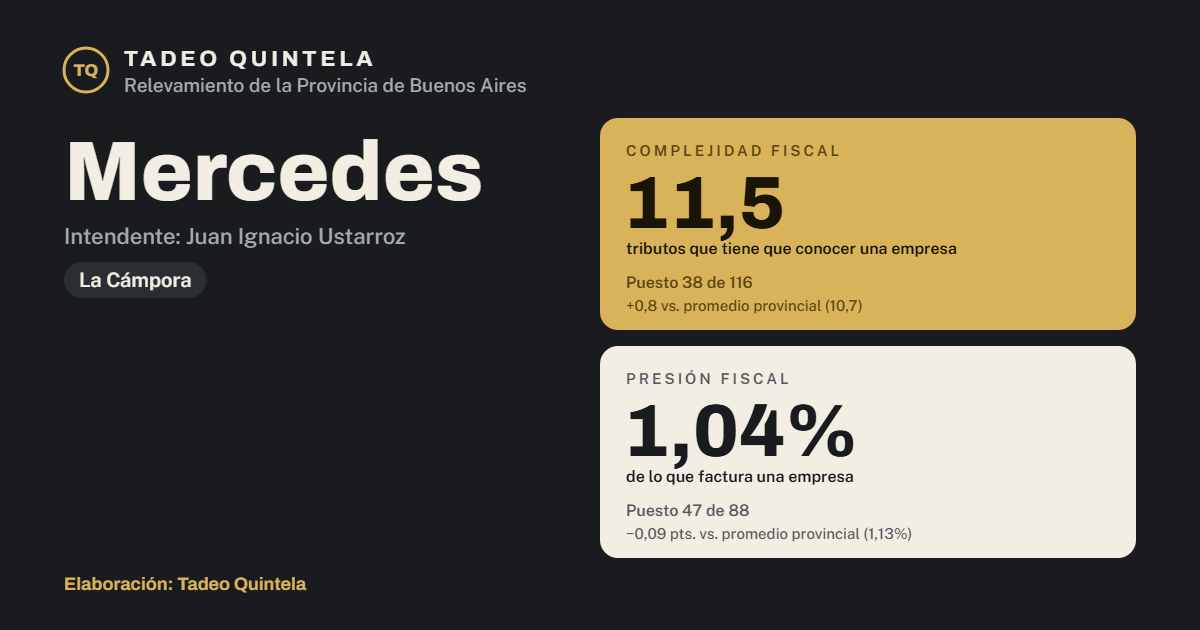 TQ
TADEO QUINTELA
Relevamiento de la Provincia de Buenos Aires
Mercedes
Intendente: Juan Ignacio Ustarroz
La Cámpora
COMPLEJIDAD FISCAL
11,5
tributos que tiene que conocer una empresa
Puesto 38 de 116
+0,8 vs. promedio provincial (10,7)
PRESIÓN FISCAL
1,04%
de lo que factura una empresa
Puesto 47 de 88
−0,09 pts. vs. promedio provincial (1,13%)
Elaboración: Tadeo Quintela